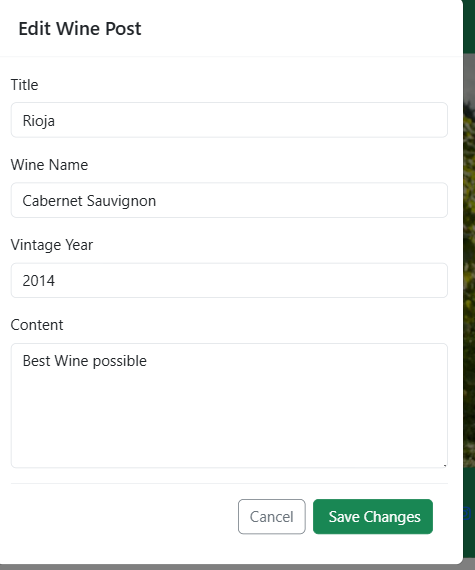 Edit Wine Post
Title
Rioja
Wine Name
Cabernet Sauvignon
Vintage Year
2014
Content
Best Wine possible
Cancel
Save Changes